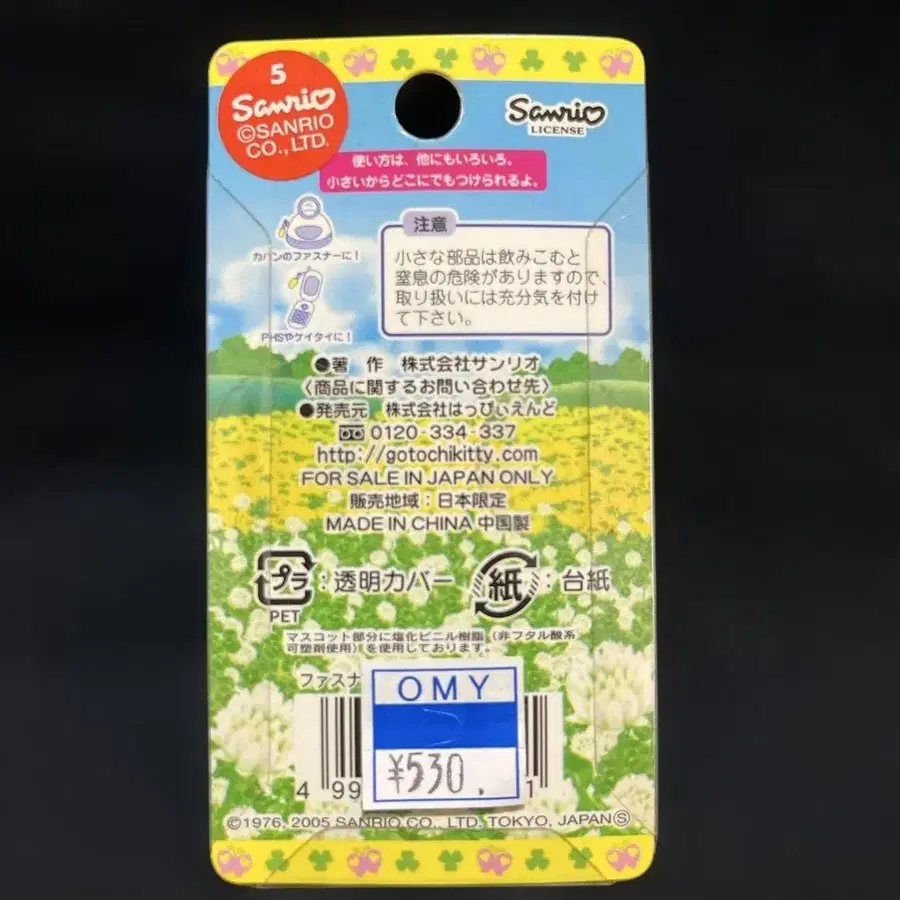 5
Sanrio
©SANRIO
CO., LTD.
Sanrio
LICENSE
使い方は、他にもいろいろ。
小さいからどこにでもつけられるよ。
カバンのファスナーに!
PHSやケイタイに!
注意
小さな部品は飲みこむと
窒息の危険がありますので、
取り扱いには充分気を付け
て下さい。
●著 作 株式会社サンリオ
〈商品に関するお問い合わせ先〉
●発売元 株式会社はっぴぃえんど
0120-334-337
http://gotochikitty.com
FOR SALE IN JAPAN ONLY
販売地域:日本限定
MADE IN CHINA 中国製
プラ:透明カバー 紙:台紙
PET
マスコット部分に塩化ビニル樹脂(非フタル酸系
可塑剤使用)を使用しております。
ファスナ
OMY
¥530.
4 99 1
©1976, 2005 SANRIO CO., LTD. TOKYO, JAPAN Ⓢ